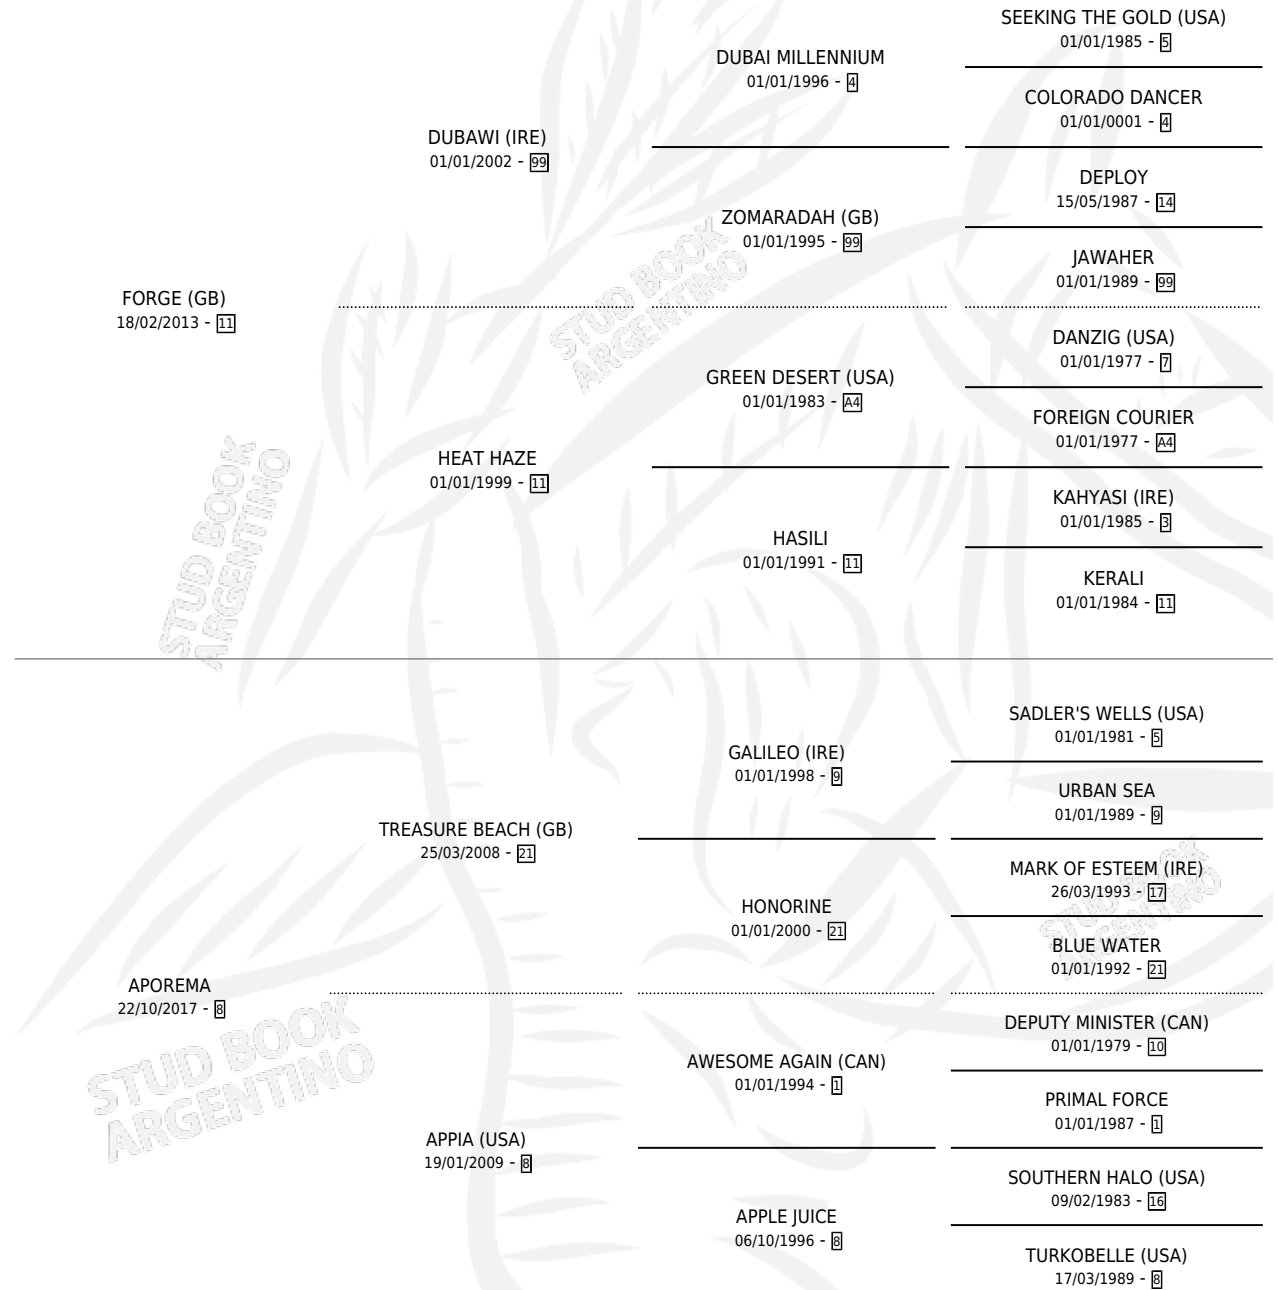 SEEKING THE GOLD (USA)
01/01/1985 - 5
DUBAI MILLENNIUM
01/01/1996 - 4
COLORADO DANCER
01/01/0001 - 4
DUBAWI (IRE)
01/01/2002 - 99
DEPLOY
15/05/1987 - 14
ZOMARADAH (GB)
01/01/1995 - 99
JAWAHER
01/01/1989 - 99
FORGE (GB)
18/02/2013 - 11
STUD BOOK
ARGENTINO
DANZIG (USA)
01/01/1977 - 7
GREEN DESERT (USA)
01/01/1983 - A4
FOREIGN COURIER
01/01/1977 - A4
HEAT HAZE
01/01/1999 - 11
KAHYASI (IRE)
01/01/1985 - 3
HASILI
01/01/1991 - 11
KERALI
01/01/1984 - 11
STUD BOOK
ARGENTINO
SADLER'S WELLS (USA)
01/01/1981 - 5
GALILEO (IRE)
01/01/1998 - 9
URBAN SEA
01/01/1989 - 9
TREASURE BEACH (GB)
25/03/2008 - 21
MARK OF ESTEEM (IRE)
26/03/1993 - 17
HONORINE
01/01/2000 - 21
BLUE WATER
01/01/1992 - 21
STUD BOOK
ARGENTINO
APOREMA
22/10/2017 - 8
STUD BOOK
ARGENTINO
DEPUTY MINISTER (CAN)
01/01/1979 - 10
AWESOME AGAIN (CAN)
01/01/1994 - 1
PRIMAL FORCE
01/01/1987 - 1
APPIA (USA)
19/01/2009 - 8
SOUTHERN HALO (USA)
09/02/1983 - 16
APPLE JUICE
06/10/1996 - 8
TURKOBELLE (USA)
17/03/1989 - 8